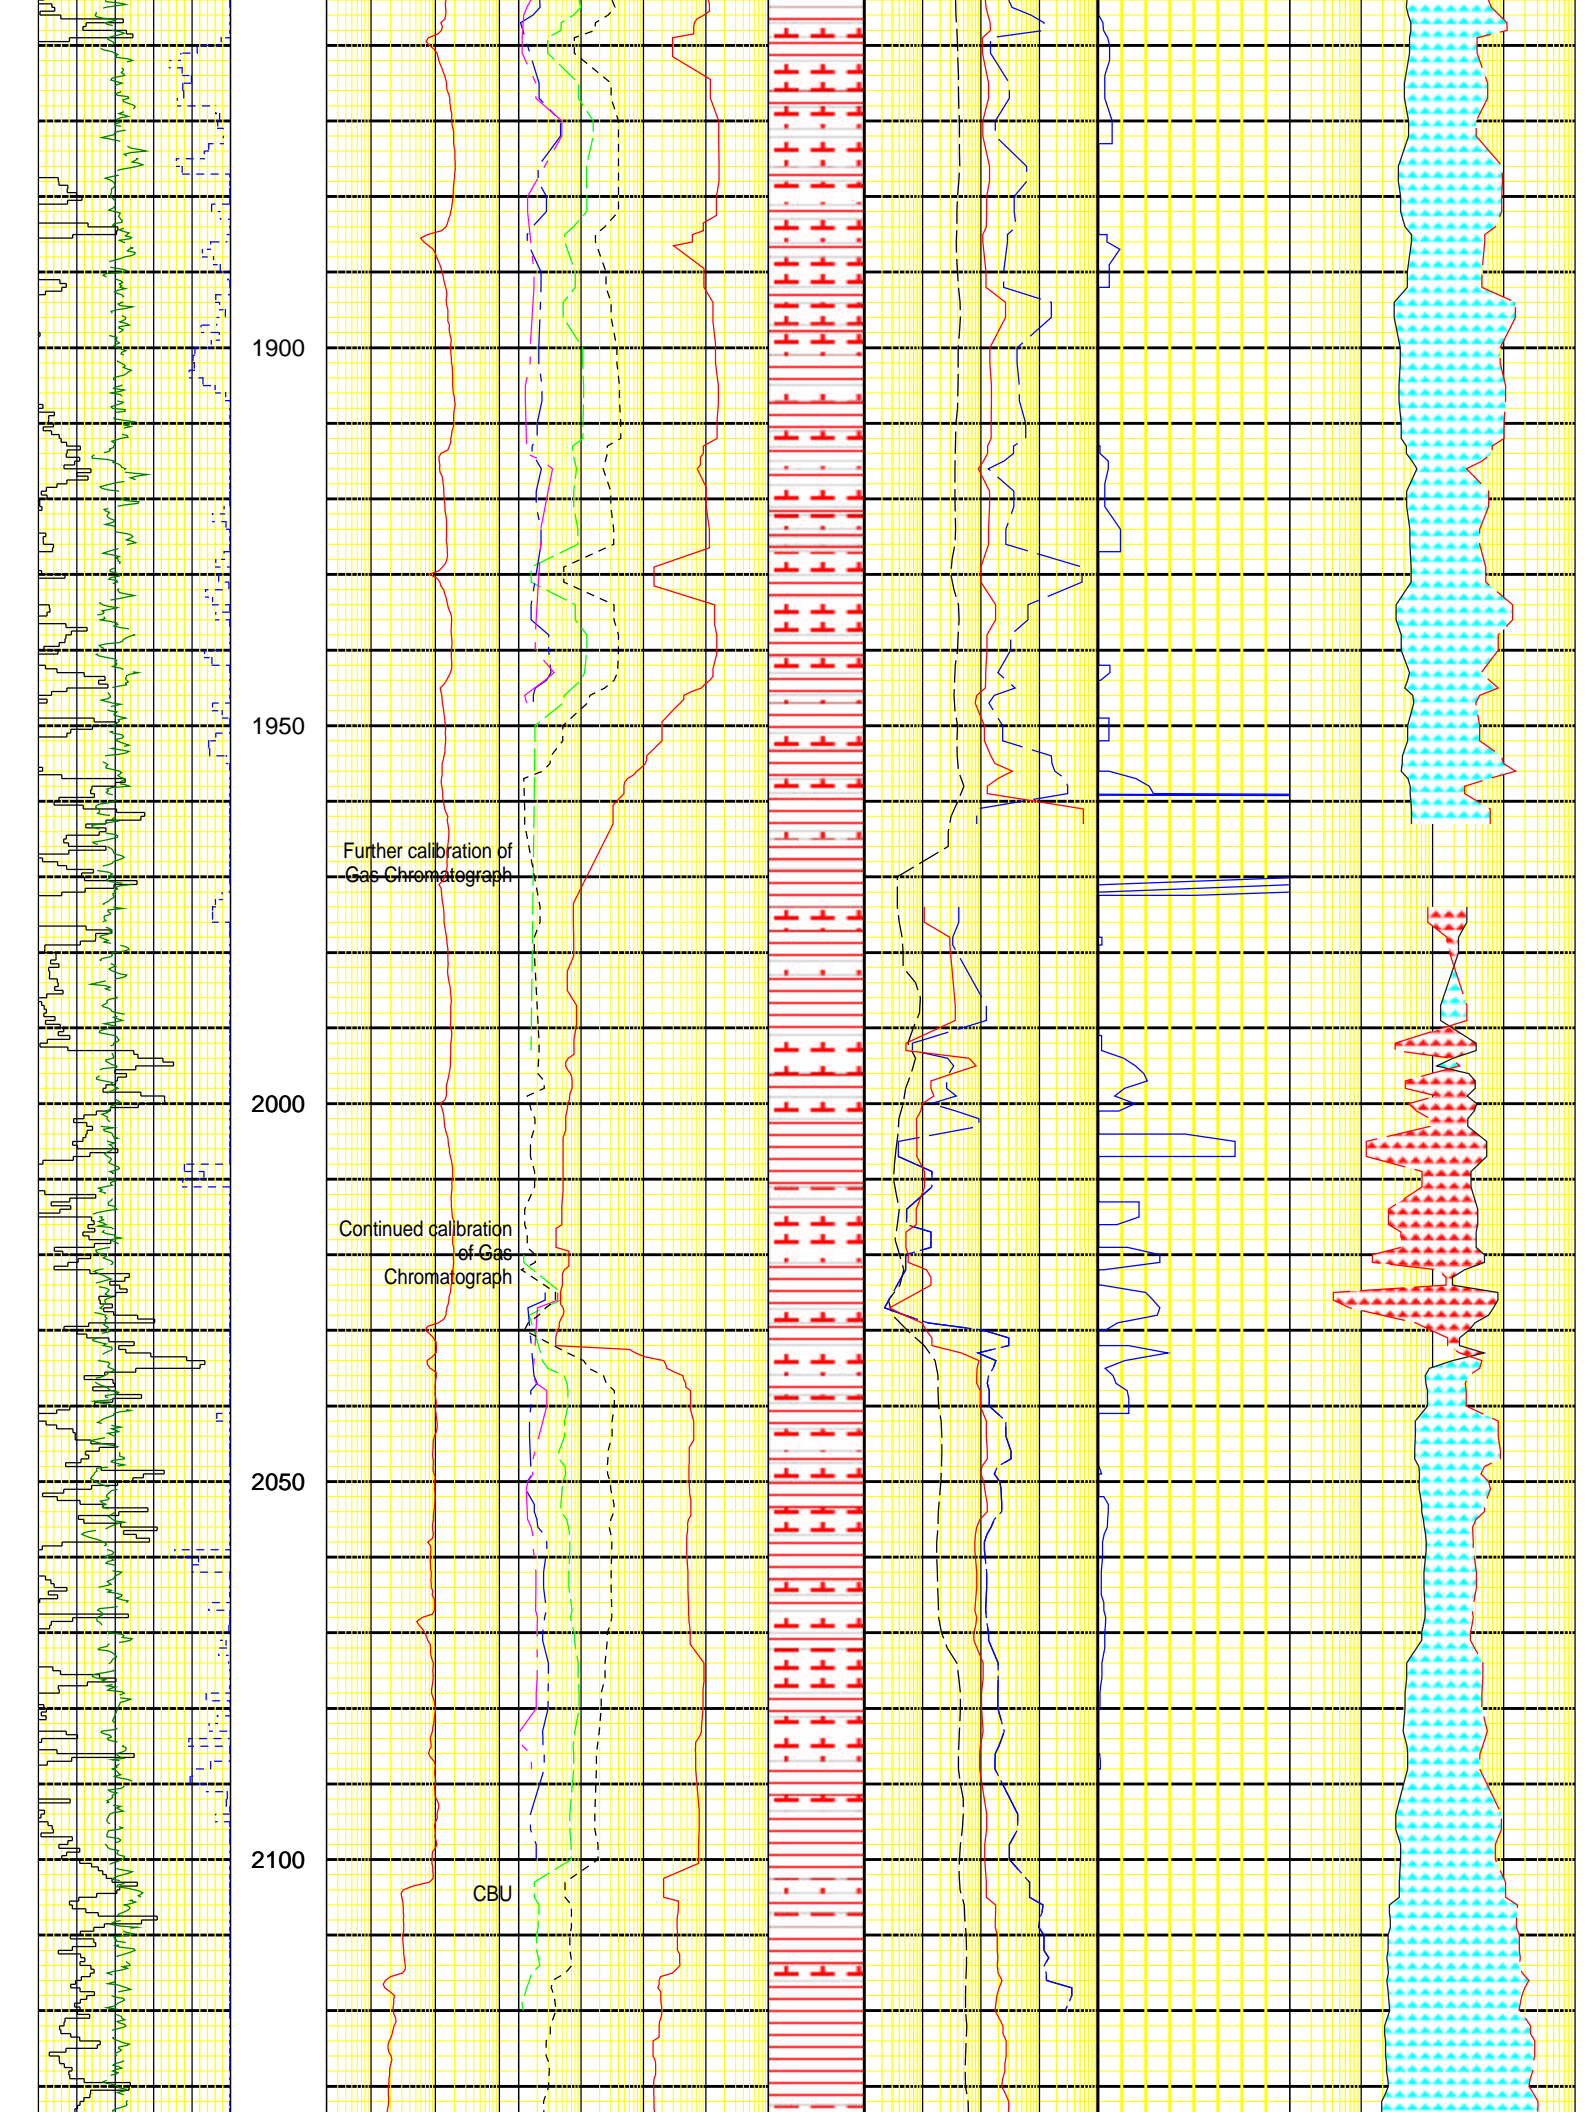 1900
1950
Further calibration of
Gas Chromatograph
2000
Continued calibration
of Gas
Chromatograph
2050
2100
CBU